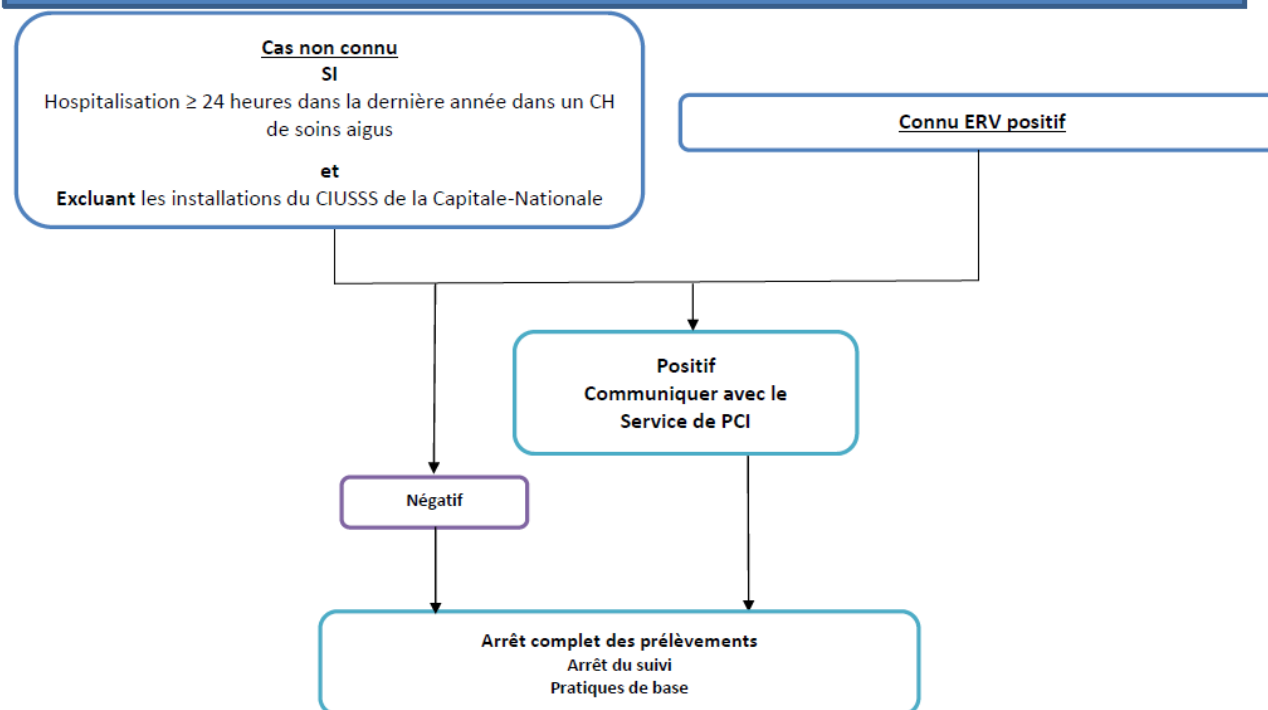 Cas non connu
SI
Hospitalisation ≥ 24 heures dans la dernière année dans un CH
de soins aigus
et
Excluant les installations du CIUSSS de la Capitale-Nationale
Connu ERV positif
Positif
Communiquer avec le
Service de PCI
Négatif
Arrêt complet des prélèvements
Arrêt du suivi
Pratiques de base